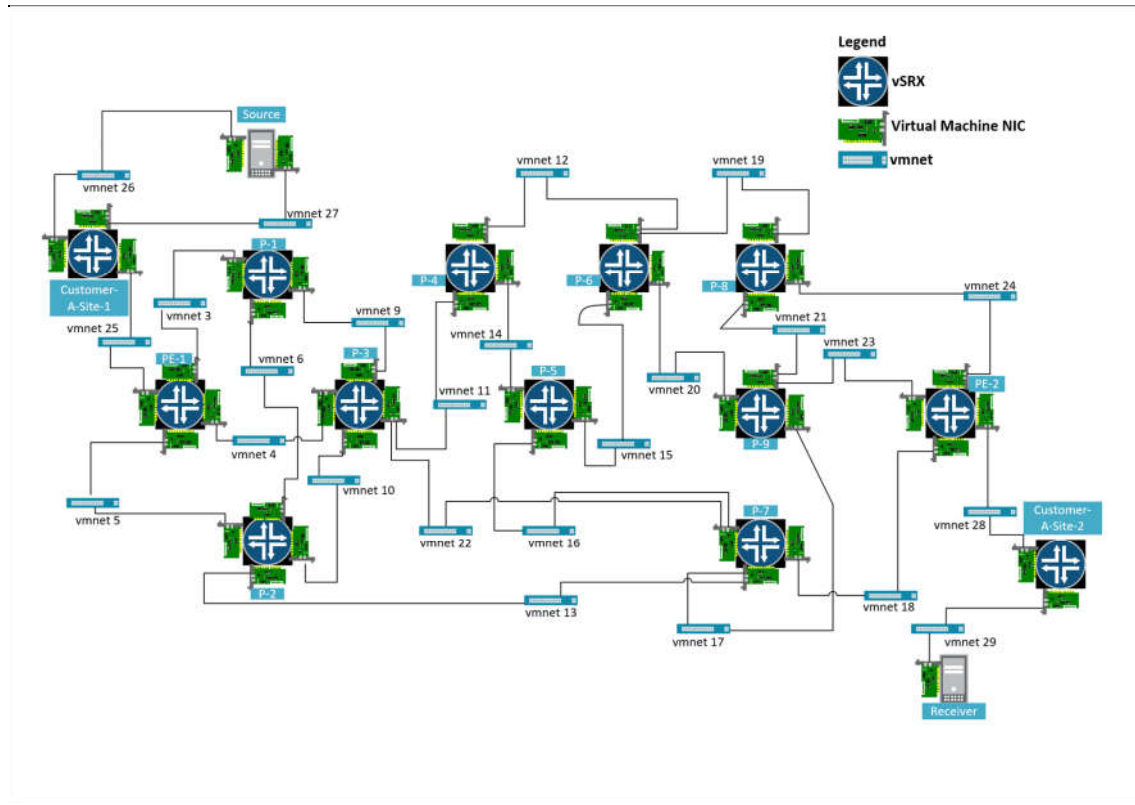 Legend
vSRX
Virtual Machine NIC
vmnet
Source
vmnet 26
vmnet 27
vmnet 12
vmnet 19
Customer-
A-Site-1
P-1
P-4
P-6
P-8
vmnet 3
vmnet 24
vmnet 25
vmnet 9
vmnet 14
vmnet 21
vmnet 23
PE-1
vmnet 6
P-3
P-5
vmnet 11
vmnet 20
PE-2
vmnet 4
P-9
vmnet 15
vmnet 10
vmnet 5
P-7
vmnet 22
vmnet 16
vmnet 28
Customer-
A-Site-2
P-2
vmnet 13
vmnet 18
vmnet 17
vmnet 29
Receiver